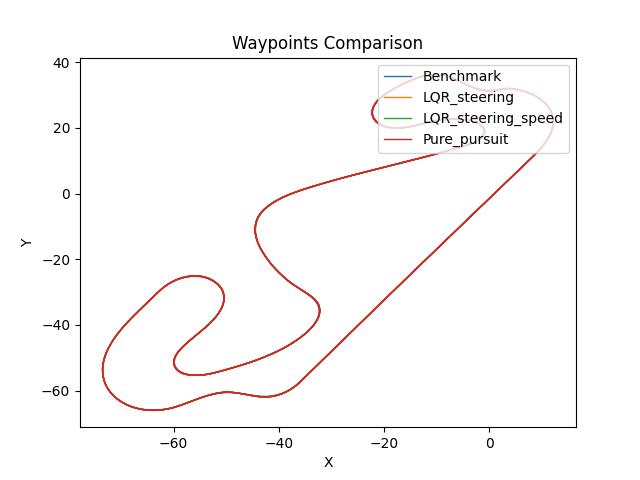 Waypoints Comparison
Benchmark
LQR_steering
LQR_steering_speed
Pure_pursuit
40
20
0
−20
−40
−60
Y
−60
−40
−20
0
X